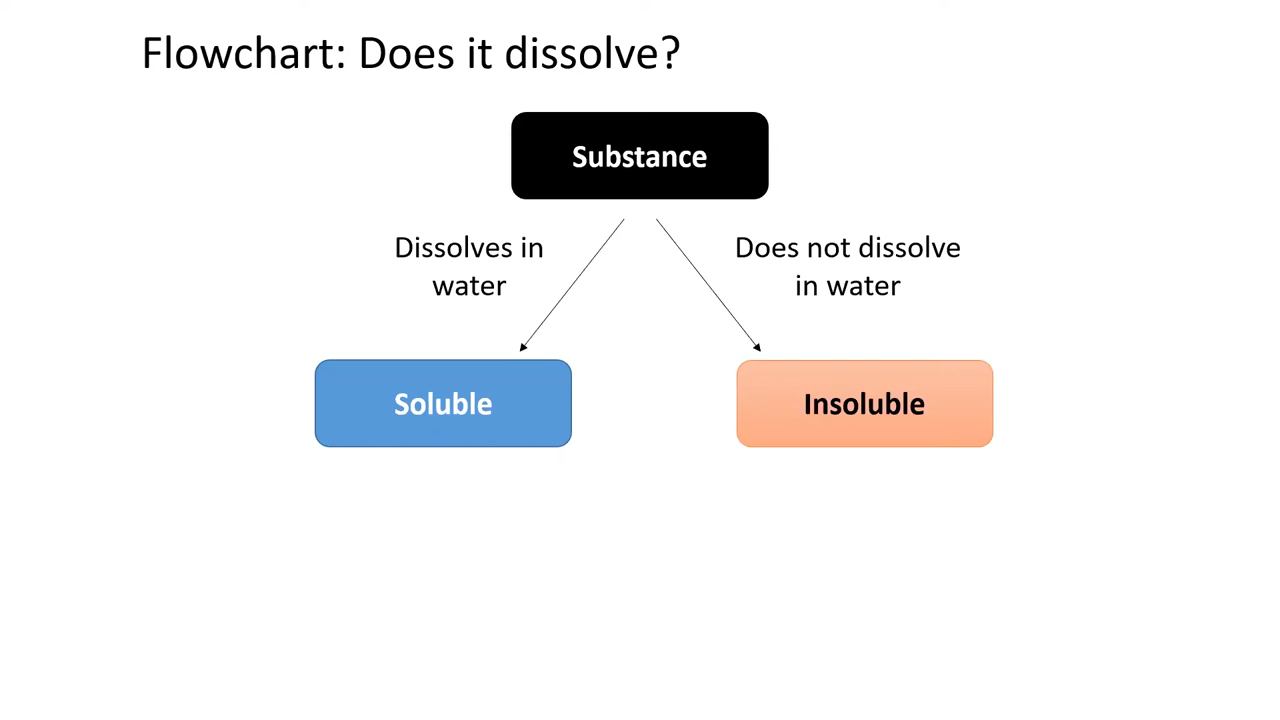 Flowchart: Does it dissolve?
Substance
Dissolves in
water
Does not dissolve
in water
Soluble
Insoluble